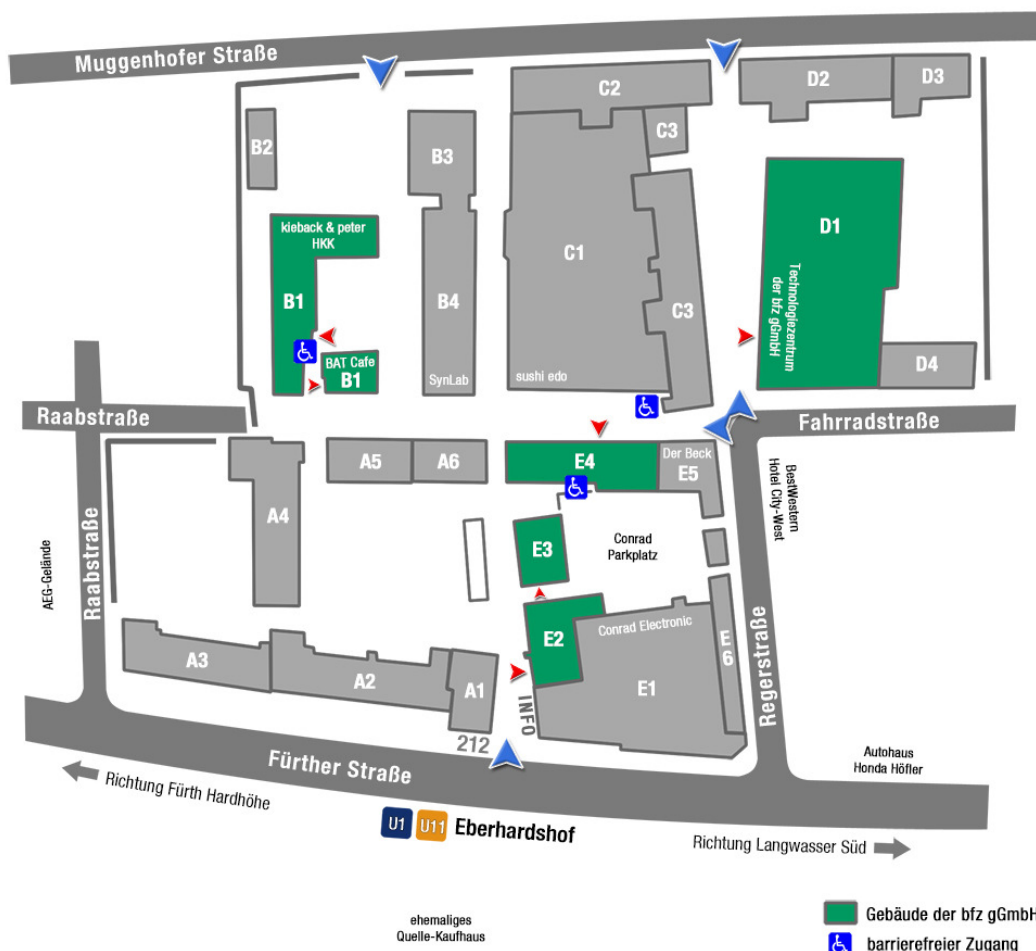 Muggenhofer Straße
C2
D2
D3
B2
B3
C3
kieback & peter
HKK
B1
B4
C1
C3
D1
Technologiezentrum
der bfz gGmbH
BAT Cafe
B1
SynLab
sushi edo
D4
Raabstraße
Fahrradstraße
A5
A6
E4
Der Beck
E5
BestWestern
Hotel City-West
A4
E3
Conrad
Parkplatz
AEG-Gelände
Raabstraße
E2
Conrad Electronic
E
6
Regerstraße
A3
A2
A1
E1
INFO
212
Fürther Straße
Autohaus
Honda Höfler
Richtung Fürth Hardhöhe
U1
U11
Eberhardshof
Richtung Langwasser Süd
ehemaliges
Quelle-Kaufhaus
Gebäude der bfz gGmbH
barrierefreier Zugang